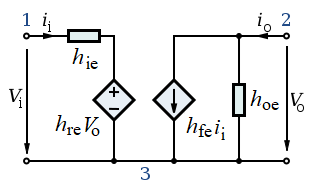 1 i_i i_o 2
h_ie
V_i + − h_re V_o h_fe i_i h_oe V_o
3